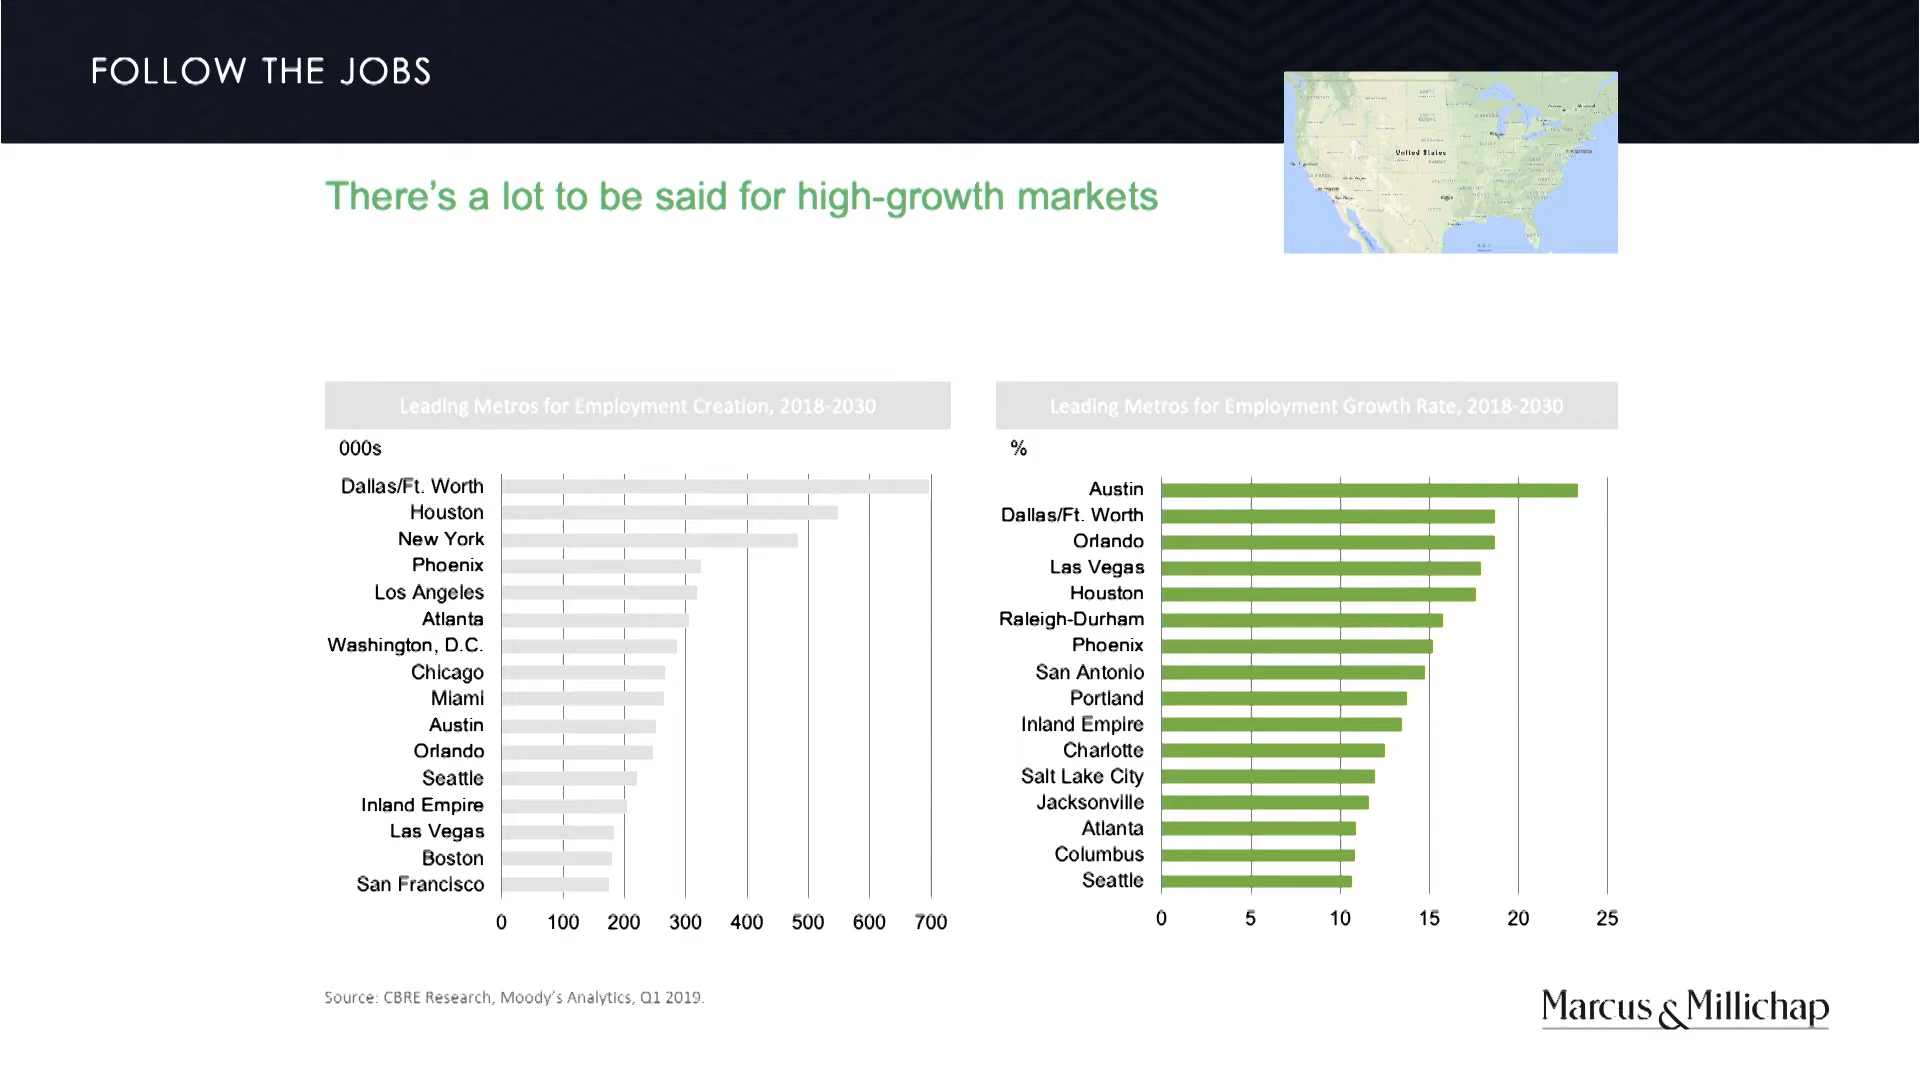 FOLLOW THE JOBS
United States
There's a lot to be said for high-growth markets
Leading Metros for Employment Creation, 2018-2030
000s
Dallas/Ft. Worth
Houston
New York
Phoenix
Los Angeles
Atlanta
Washington, D.C.
Chicago
Miami
Austin
Orlando
Seattle
Inland Empire
Las Vegas
Boston
San Francisco
0 100 200 300 400 500 600 700
Leading Metros for Employment Growth Rate, 2018-2030
%
Austin
Dallas/Ft. Worth
Orlando
Las Vegas
Houston
Raleigh-Durham
Phoenix
San Antonio
Portland
Inland Empire
Charlotte
Salt Lake City
Jacksonville
Atlanta
Columbus
Seattle
0 5 10 15 20 25
Source: CBRE Research, Moody's Analytics, Q1 2019.
Marcus & Millichap